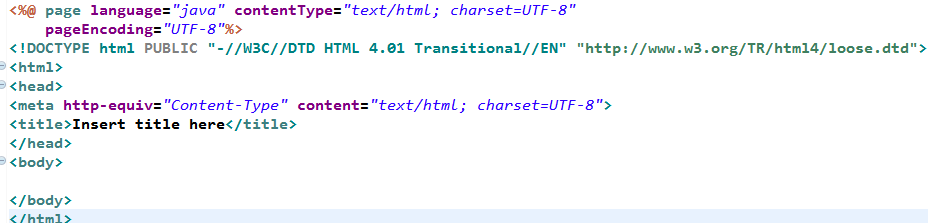 <%@ page language="java" contentType="text/html; charset=UTF-8"
pageEncoding="UTF-8"%>
<!DOCTYPE html PUBLIC "-//W3C//DTD HTML 4.01 Transitional//EN" "http://www.w3.org/TR/html4/loose.dtd">
<html>
<head>
<meta http-equiv="Content-Type" content="text/html; charset=UTF-8">
<title>Insert title here</title>
</head>
<body>
</body>
</html>